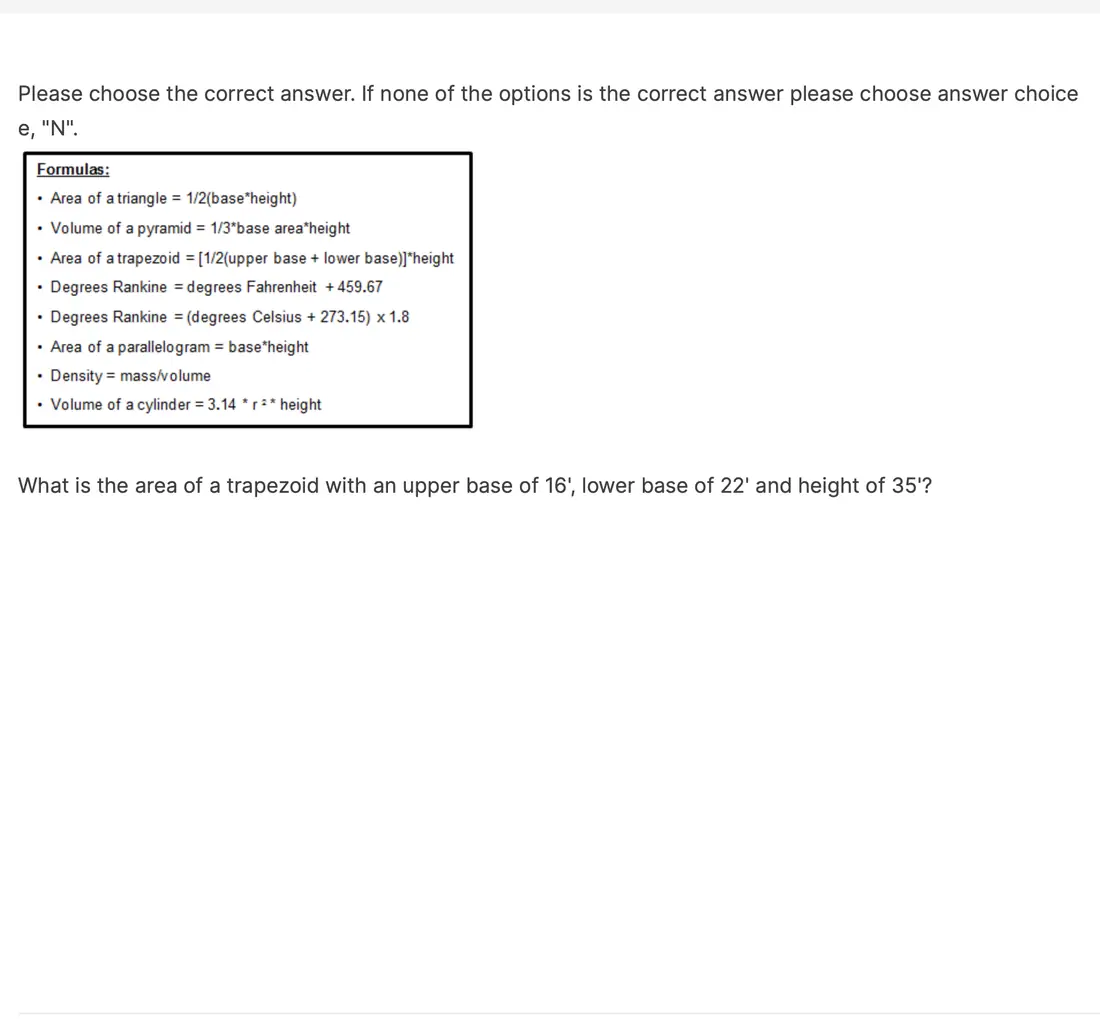 Please choose the correct answer. If none of the options is the correct answer please choose answer choice
e, "N".
Formulas:
• Area of a triangle = 1/2(base*height)
• Volume of a pyramid = 1/3*base area*height
• Area of a trapezoid = [1/2(upper base + lower base)]*height
• Degrees Rankine = degrees Fahrenheit + 459.67
• Degrees Rankine = (degrees Celsius + 273.15) x 1.8
• Area of a parallelogram = base*height
• Density = mass/volume
• Volume of a cylinder = 3.14 * r ² * height
What is the area of a trapezoid with an upper base of 16', lower base of 22' and height of 35'?